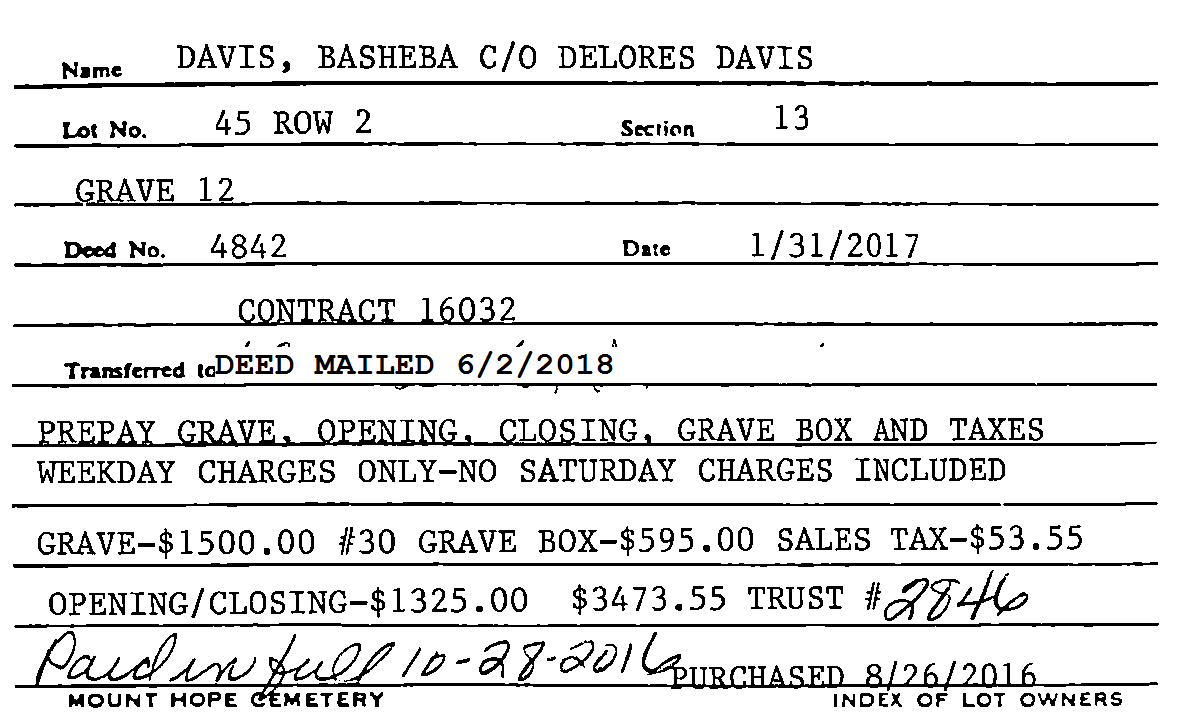 Name DAVIS, BASHEBA C/O DELORES DAVIS
Lot No. 45 ROW 2 Section 13
GRAVE 12
Deed No. 4842 Date 1/31/2017
CONTRACT 16032
Transferred to DEED MAILED 6/2/2018
PREPAY GRAVE, OPENING, CLOSING, GRAVE BOX AND TAXES
WEEKDAY CHARGES ONLY-NO SATURDAY CHARGES INCLUDED
GRAVE-$1500.00 #30 GRAVE BOX-$595.00 SALES TAX-$53.55
OPENING/CLOSING-$1325.00 $3473.55 TRUST #2846
Paid in full 10-28-2016 PURCHASED 8/26/2016
MOUNT HOPE CEMETERY INDEX OF LOT OWNERS